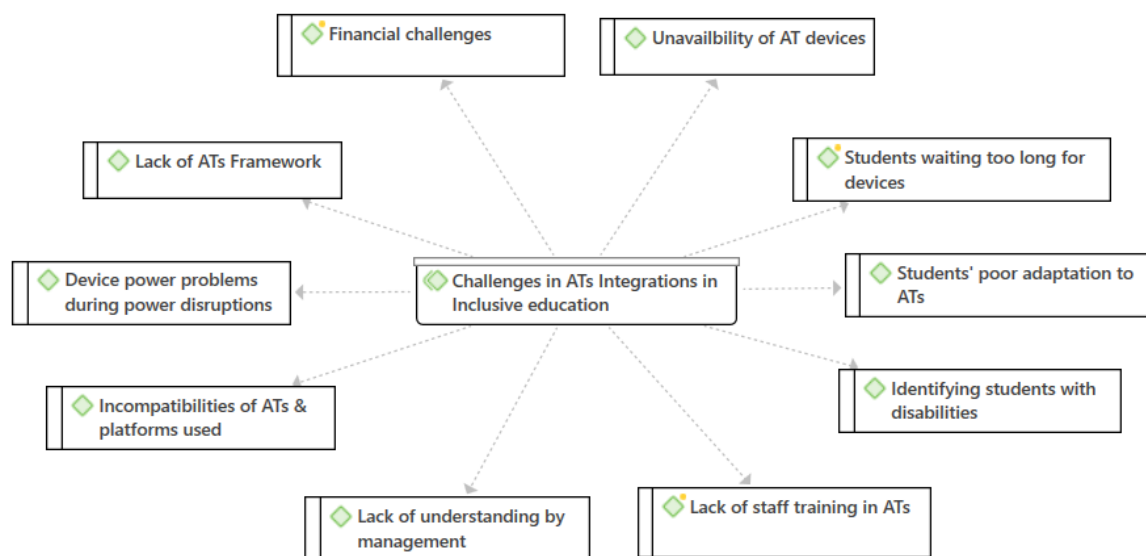 Financial challenges
Unavailbility of AT devices
Lack of ATs Framework
Students waiting too long for
devices
Device power problems
during power disruptions
Challenges in ATs Integrations in
Inclusive education
Students' poor adaptation to
ATs
Incompatibilities of ATs &
platforms used
Identifying students with
disabilities
Lack of understanding by
management
Lack of staff training in ATs